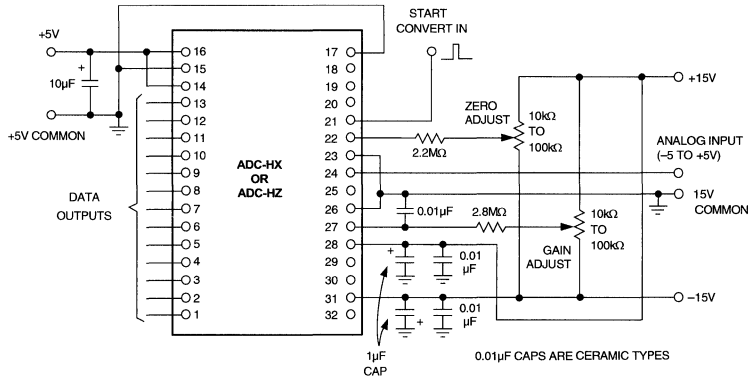 START
CONVERT IN
+5V
+
10µF
+5V COMMON
DATA
OUTPUTS
16
15
14
13
12
11
10
9
8
7
6
5
4
3
2
1
ADC-HX
OR
ADC-HZ
17
18
19
20
21
22
23
24
25
26
27
28
29
30
31
32
ZERO
ADJUST
2.2MΩ
10kΩ
TO
100kΩ
+15V
ANALOG INPUT
(–5 TO +5V)
15V
COMMON
0.01µF
2.8MΩ
10kΩ
TO
100kΩ
GAIN
ADJUST
+
0.01
µF
–15V
+
0.01
µF
1µF
CAP
0.01µF CAPS ARE CERAMIC TYPES